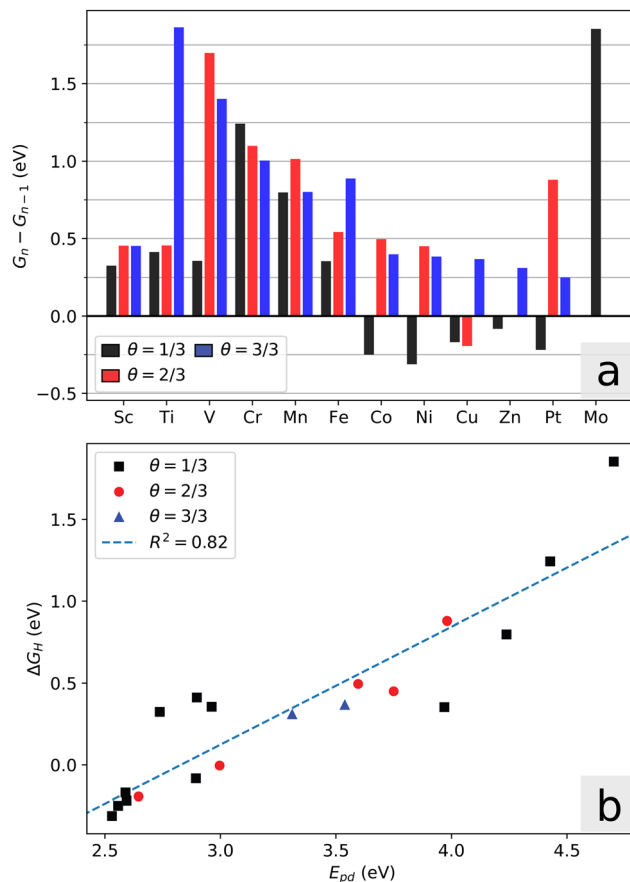 1.5
1.0
0.5
0.0
−0.5
G_n − G_{n−1} (eV)
θ = 1/3
θ = 2/3
θ = 3/3
a
Sc Ti V Cr Mn Fe Co Ni Cu Zn Pt Mo
θ = 1/3
θ = 2/3
θ = 3/3
R² = 0.82
1.5
1.0
0.5
0.0
ΔG_H (eV)
b
2.5 3.0 3.5 4.0 4.5
E_{pd} (eV)